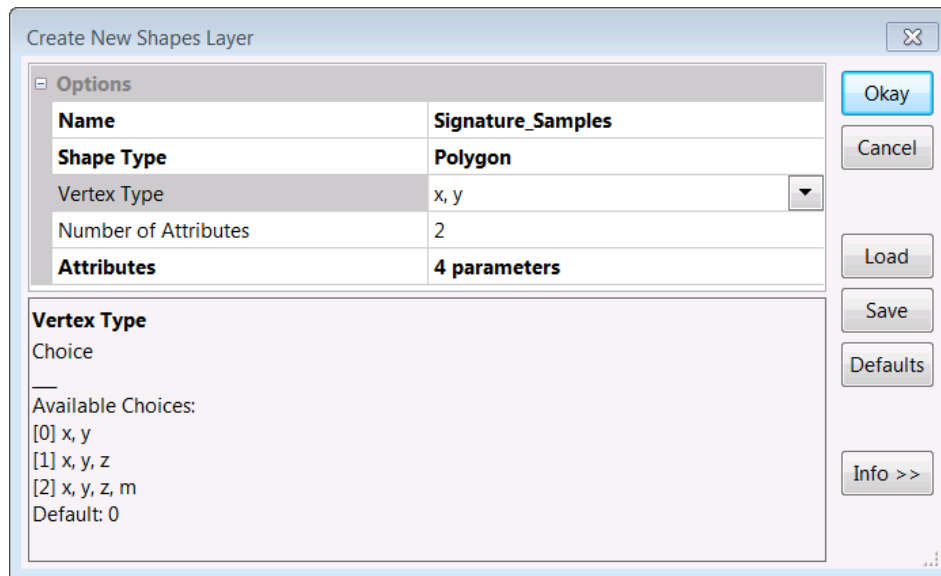 Create New Shapes Layer
Options
Name Signature_Samples
Shape Type Polygon
Vertex Type x, y
Number of Attributes 2
Attributes 4 parameters
Okay
Cancel
Load
Save
Defaults
Info >>
Vertex Type
Choice
__
Available Choices:
[0] x, y
[1] x, y, z
[2] x, y, z, m
Default: 0